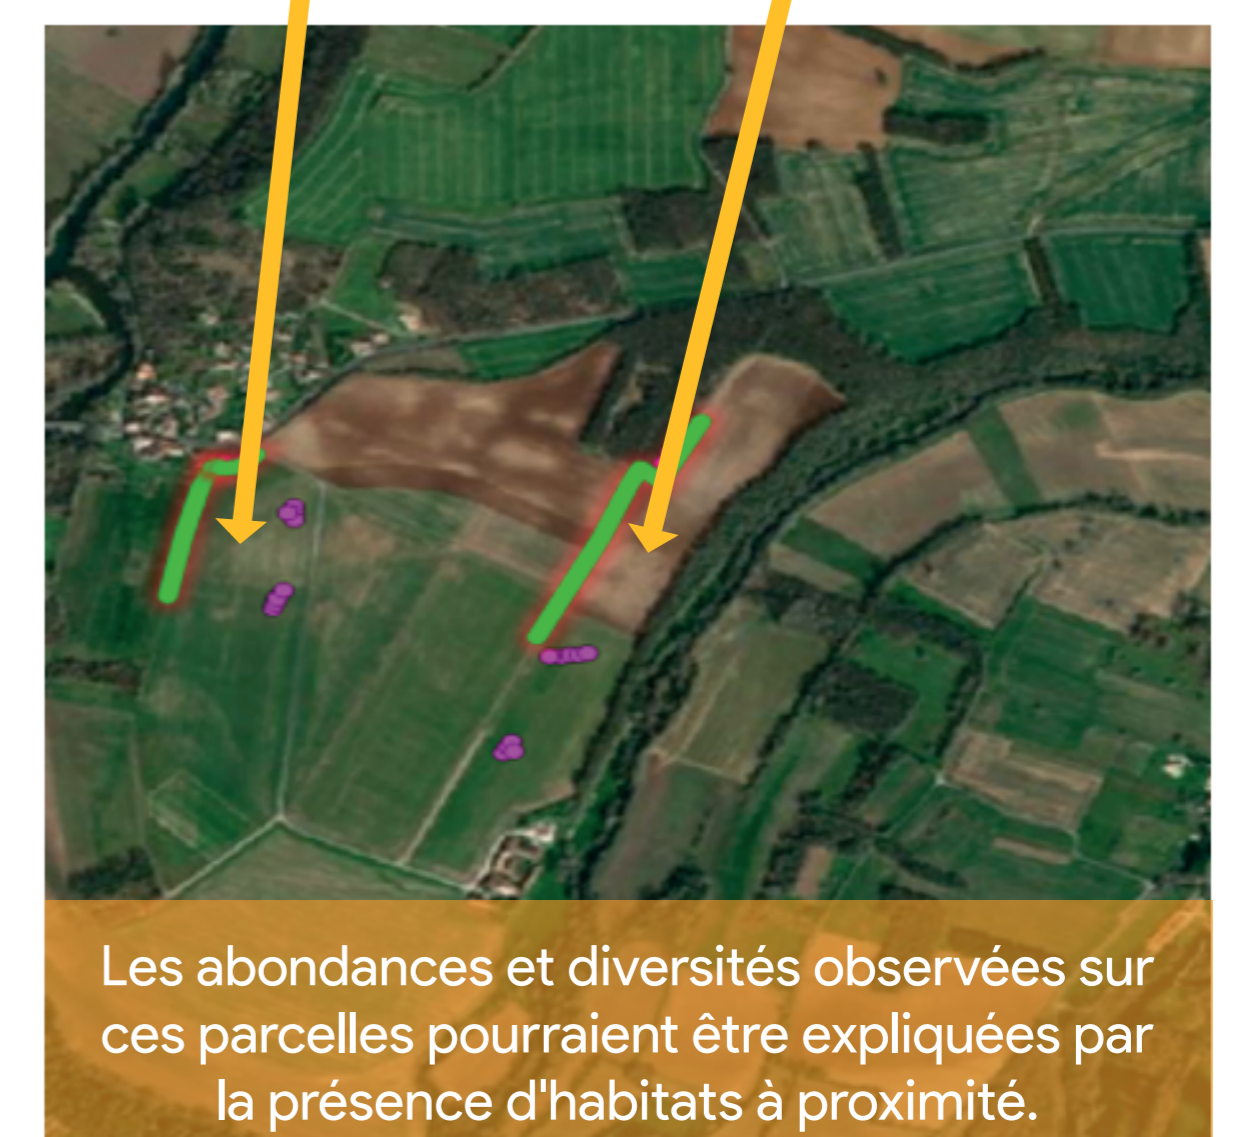 Les abondances et diversités observées sur
ces parcelles pourraient être expliquées par
la présence d'habitats à proximité.